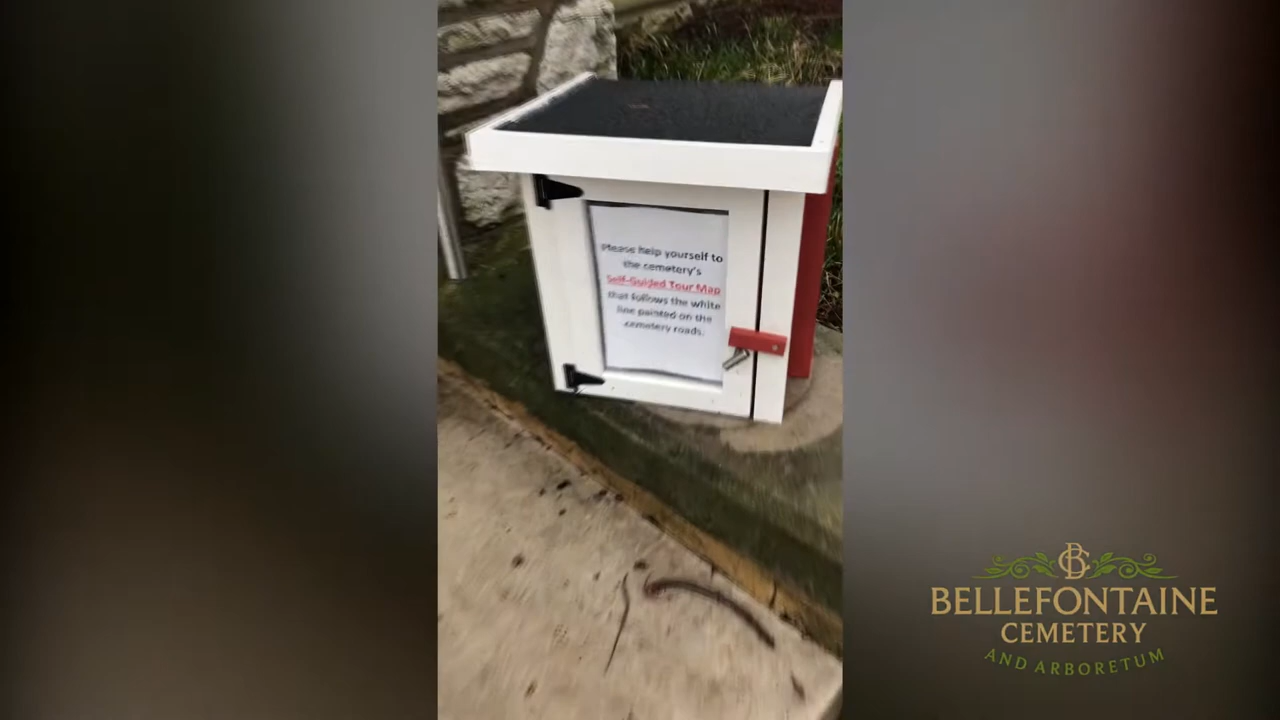 Please help yourself to
the cemetery's
Self-Guided Tour Map
that follows the white
line painted on the
cemetery roads.
BC
BELLEFONTAINE
CEMETERY
AND ARBORETUM